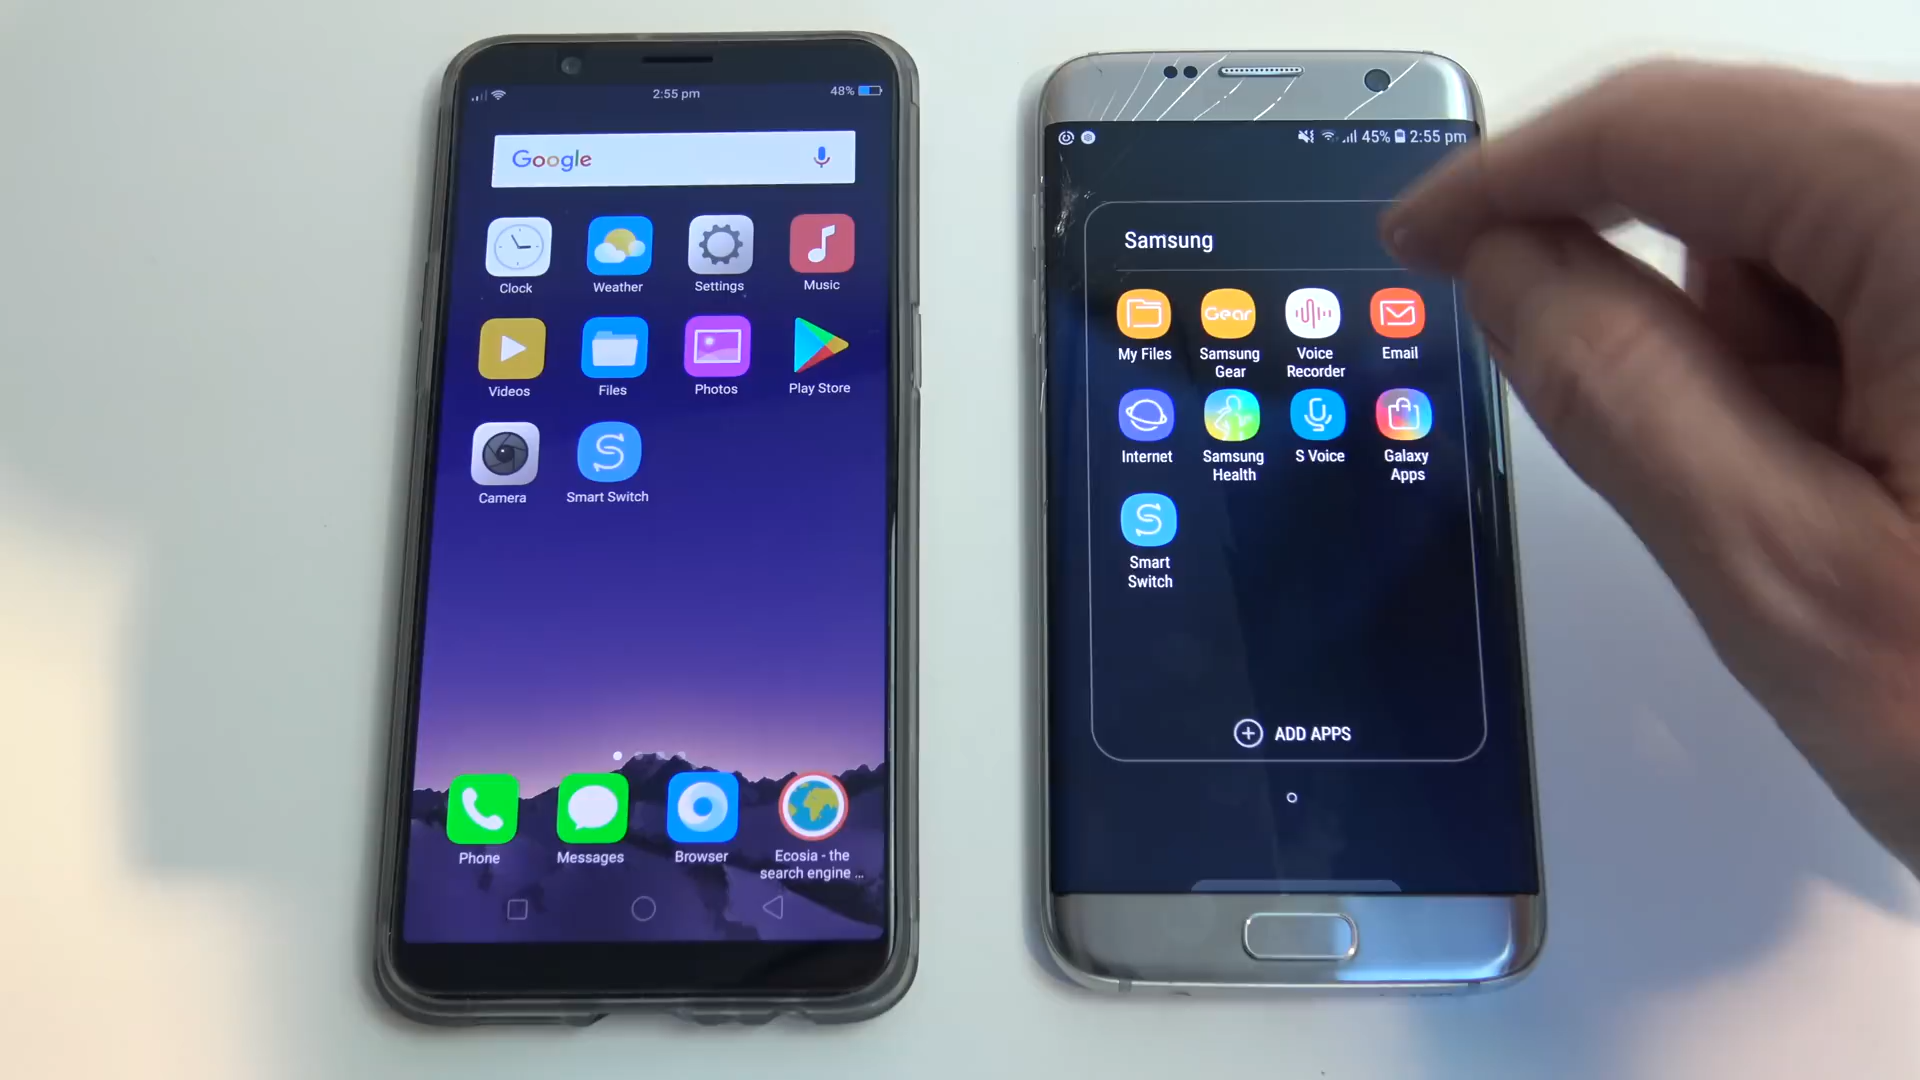 2:55 pm
48%
Google
Clock
Weather
Settings
Music
Videos
Files
Photos
Play Store
Camera
Smart Switch
Phone
Messages
Browser
Ecosia - the
search engine ...
45%
2:55 pm
Samsung
My Files
Gear
Samsung
Gear
Voice
Recorder
Email
Internet
Samsung
Health
S Voice
Galaxy
Apps
Smart
Switch
ADD APPS